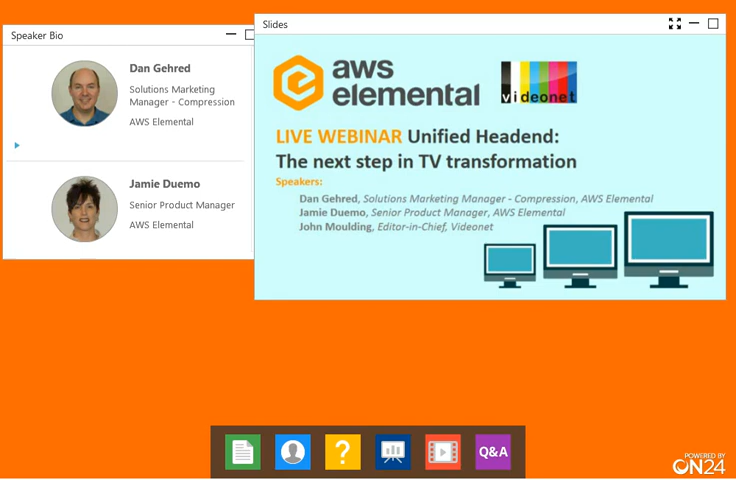 Speaker Bio
Dan Gehred
Solutions Marketing
Manager - Compression
AWS Elemental
Jamie Duemo
Senior Product Manager
AWS Elemental
Slides
aws
elemental
videonet
LIVE WEBINAR Unified Headend:
The next step in TV transformation
Speakers:
Dan Gehred, Solutions Marketing Manager - Compression, AWS Elemental
Jamie Duemo, Senior Product Manager, AWS Elemental
John Moulding, Editor-in-Chief, Videonet
?
Q&A
POWERED BY
ON24